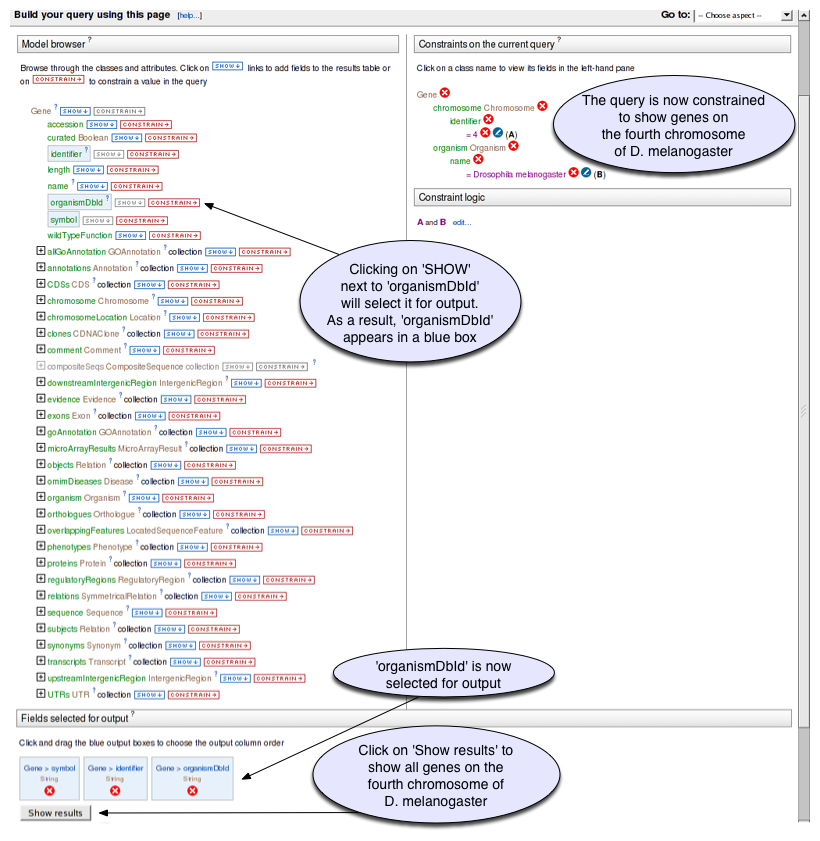 Build your query using this page [help...]
Go to: -- Choose aspect --
Model browser ?
Browse through the classes and attributes. Click on SHOW↓ links to add fields to the results table or
on CONSTRAIN→ to constrain a value in the query
Gene ? SHOW↓ CONSTRAIN→
accession SHOW↓ CONSTRAIN→
curated Boolean SHOW↓ CONSTRAIN→
identifier ? SHOW↓ CONSTRAIN→
length SHOW↓ CONSTRAIN→
name ? SHOW↓ CONSTRAIN→
organismDbId ? SHOW↓ CONSTRAIN→
symbol SHOW↓ CONSTRAIN→
wildTypeFunction SHOW↓ CONSTRAIN→
allGoAnnotation GOAnnotation ? collection SHOW↓ CONSTRAIN→
annotations Annotation ? collection SHOW↓ CONSTRAIN→
CDSs CDS ? collection SHOW↓ CONSTRAIN→
chromosome Chromosome ? SHOW↓ CONSTRAIN→
chromosomeLocation Location ? SHOW↓ CONSTRAIN→
clones CDNAClone ? collection SHOW↓ CONSTRAIN→
comment Comment ? SHOW↓ CONSTRAIN→
compositeSeqs CompositeSequence collection SHOW↓ CONSTRAIN→ ?
downstreamIntergenicRegion IntergenicRegion ? SHOW↓ CONSTRAIN→
evidence Evidence ? collection SHOW↓ CONSTRAIN→
exons Exon ? collection SHOW↓ CONSTRAIN→
goAnnotation GOAnnotation ? collection SHOW↓ CONSTRAIN→
microArrayResults MicroArrayResult ? collection SHOW↓ CONSTRAIN→
objects Relation ? collection SHOW↓ CONSTRAIN→
omimDiseases Disease ? collection SHOW↓ CONSTRAIN→
organism Organism ? SHOW↓ CONSTRAIN→
orthologues Orthologue ? collection SHOW↓ CONSTRAIN→
overlappingFeatures LocatedSequenceFeature ? collection SHOW↓ CONSTRAIN→
phenotypes Phenotype ? collection SHOW↓ CONSTRAIN→
proteins Protein ? collection SHOW↓ CONSTRAIN→
regulatoryRegions RegulatoryRegion ? collection SHOW↓ CONSTRAIN→
relations SymmetricalRelation ? collection SHOW↓ CONSTRAIN→
sequence Sequence ? SHOW↓ CONSTRAIN→
subjects Relation ? collection SHOW↓ CONSTRAIN→
synonyms Synonym ? collection SHOW↓ CONSTRAIN→
transcripts Transcript ? collection SHOW↓ CONSTRAIN→
upstreamIntergenicRegion IntergenicRegion ? SHOW↓ CONSTRAIN→
UTRs UTR ? collection SHOW↓ CONSTRAIN→
Constraints on the current query ?
Click on a class name to view its fields in the left-hand pane
Gene
chromosome Chromosome
identifier
= 4 (A)
organism Organism
name
= Drosophila melanogaster (B)
Constraint logic
A and B edit...
The query is now constrained
to show genes on
the fourth chromosome
of D. melanogaster
Clicking on 'SHOW'
next to 'organismDbId'
will select it for output.
As a result, 'organismDbId'
appears in a blue box
'organismDbId' is now
selected for output
Fields selected for output ?
Click and drag the blue output boxes to choose the output column order
Gene > symbol
String
Gene > identifier
String
Gene > organismDbId
String
Show results
Click on 'Show results' to
show all genes on the
fourth chromosome of
D. melanogaster